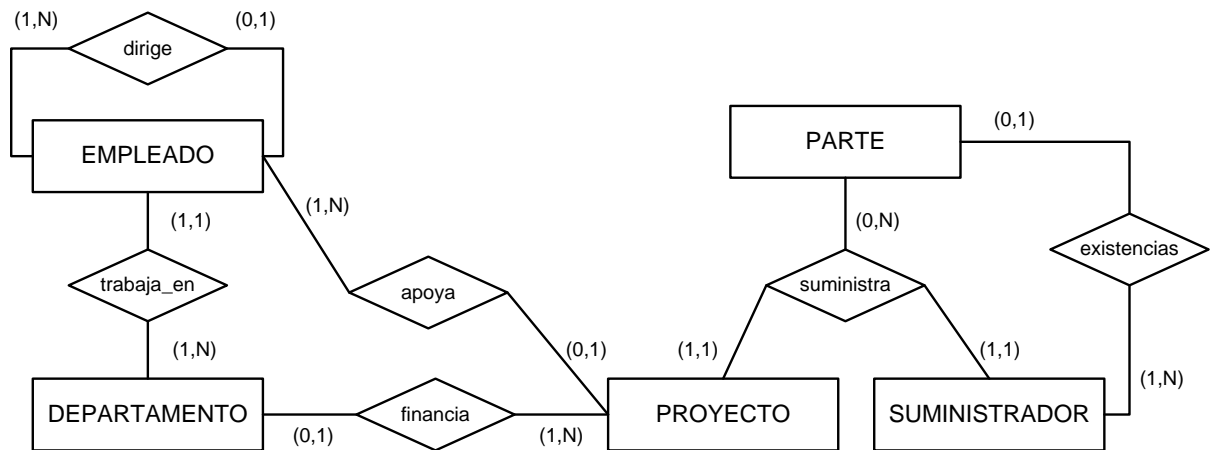 (1,N)
(0,1)
dirige
EMPLEADO
(1,1)
(1,N)
trabaja_en
apoya
(1,N)
(0,1)
DEPARTAMENTO
financia
(0,1)
(1,N)
PARTE
(0,1)
(0,N)
existencias
suministra
(1,1)
(1,1)
PROYECTO
SUMINISTRADOR
(1,N)